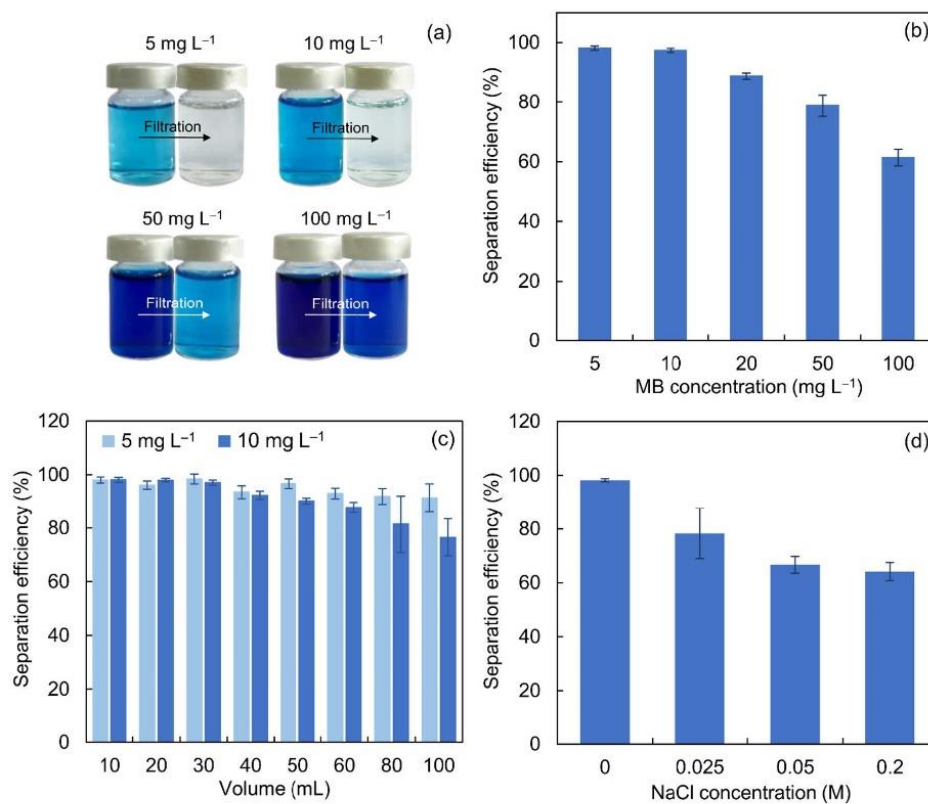 (a)
5 mg L⁻¹
10 mg L⁻¹
Filtration
Filtration
50 mg L⁻¹
100 mg L⁻¹
Filtration
Filtration
(b)
Separation efficiency (%)
100
80
60
40
20
0
5 10 20 50 100
MB concentration (mg L⁻¹)
(c)
5 mg L⁻¹ 10 mg L⁻¹
Separation efficiency (%)
120
100
80
60
40
20
0
10 20 30 40 50 60 80 100
Volume (mL)
(d)
Separation efficiency (%)
120
100
80
60
40
20
0
0 0.025 0.05 0.2
NaCl concentration (M)